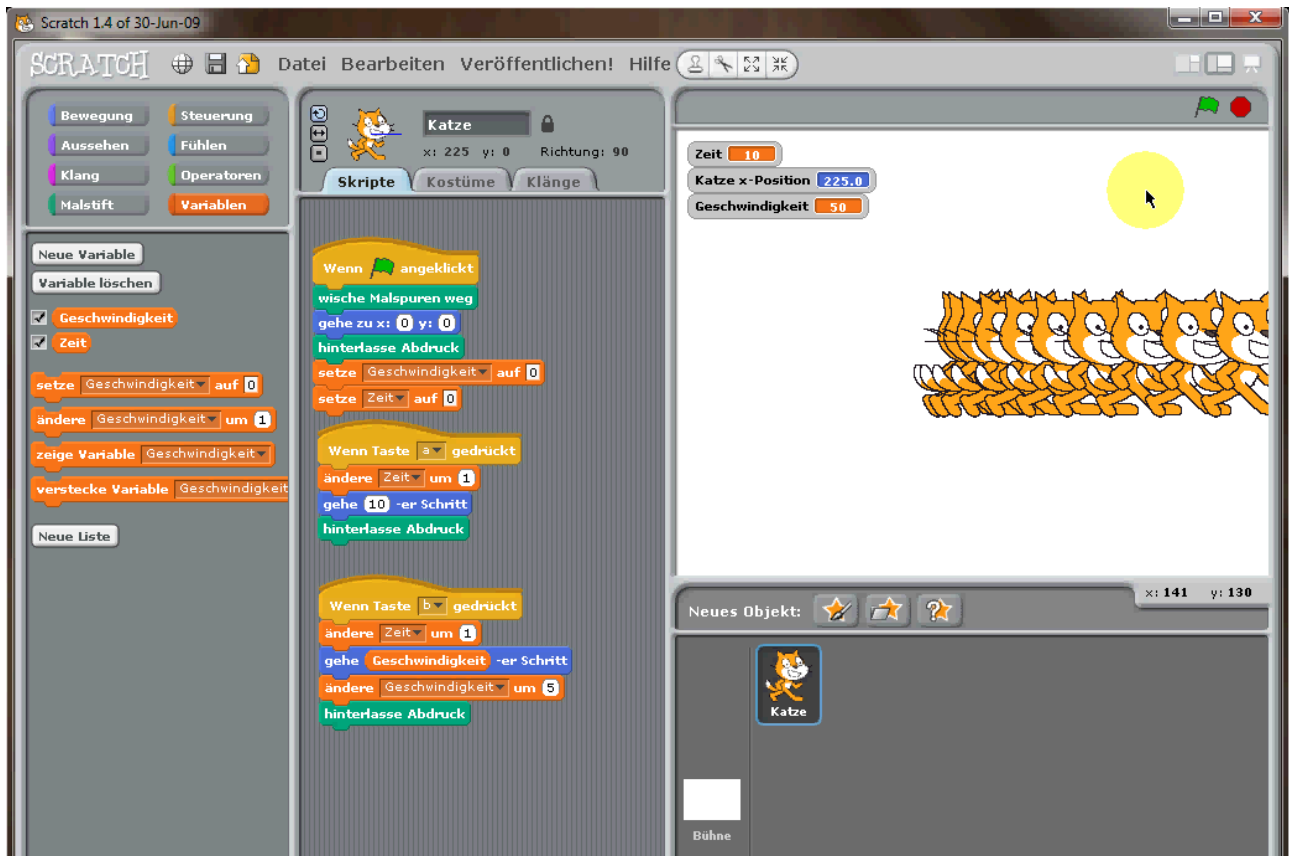 Scratch 1.4 of 30-Jun-09
SCRATCH Datei Bearbeiten Veröffentlichen! Hilfe
Bewegung Steuerung
Aussehen Fühlen
Klang Operatoren
Malstift Variablen
Neue Variable
Variable löschen
Geschwindigkeit
Zeit
setze Geschwindigkeit auf 0
ändere Geschwindigkeit um 1
zeige Variable Geschwindigkeit
verstecke Variable Geschwindigkeit
Neue Liste
Katze
x: 225 y: 0 Richtung: 90
Skripte Kostüme Klänge
Wenn angeklickt
wische Malspuren weg
gehe zu x: 0 y: 0
hinterlasse Abdruck
setze Geschwindigkeit auf 0
setze Zeit auf 0
Wenn Taste a gedrückt
ändere Zeit um 1
gehe 10 -er Schritt
hinterlasse Abdruck
Wenn Taste b gedrückt
ändere Zeit um 1
gehe Geschwindigkeit -er Schritt
ändere Geschwindigkeit um 5
hinterlasse Abdruck
Zeit 10
Katze x-Position 225.0
Geschwindigkeit 50
x: 141 y: 130
Neues Objekt:
Katze
Bühne